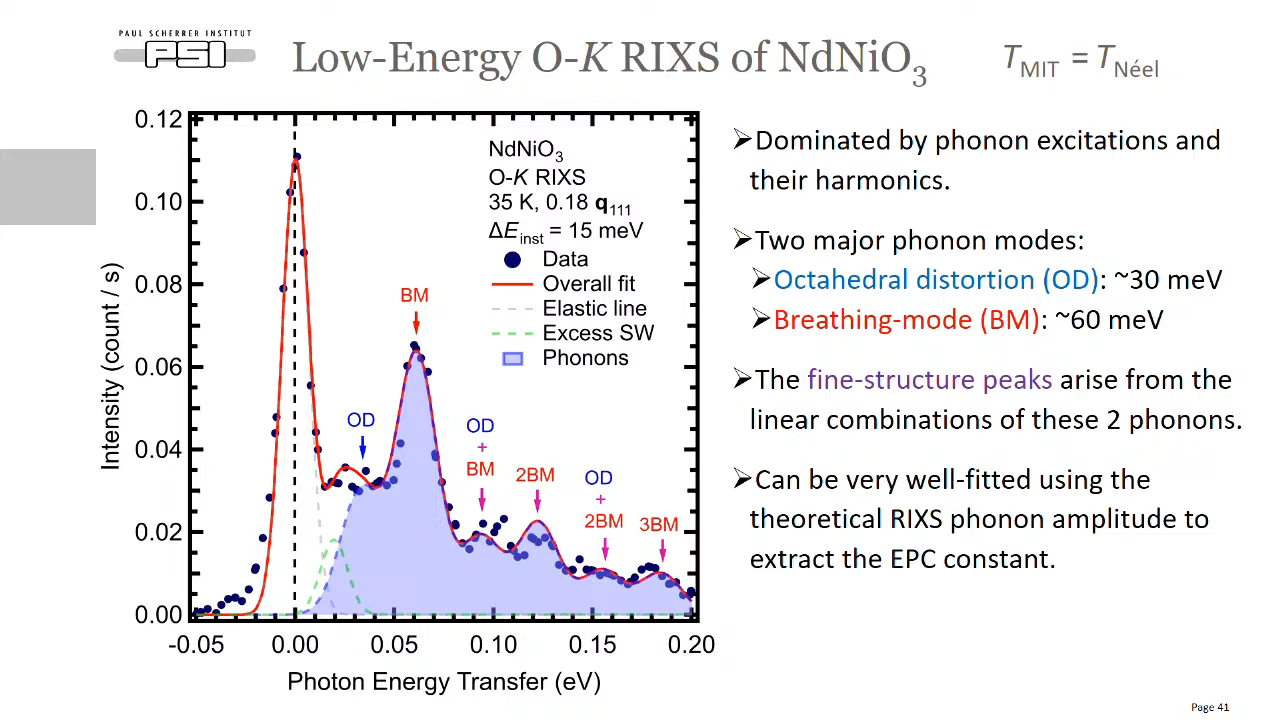 PAUL SCHERRER INSTITUT
PSI
Low-Energy O-K RIXS of NdNiO3
TMIT = TNéel
0.12
0.10
0.08
0.06
0.04
0.02
0.00
Intensity (count / s)
-0.05
0.00
0.05
0.10
0.15
0.20
Photon Energy Transfer (eV)
NdNiO3
O-K RIXS
35 K, 0.18 q111
ΔEinst = 15 meV
Data
Overall fit
Elastic line
Excess SW
Phonons
OD
BM
OD
+
BM
2BM
OD
+
2BM
3BM
➢Dominated by phonon excitations and
their harmonics.
➢Two major phonon modes:
➢Octahedral distortion (OD): ~30 meV
➢Breathing-mode (BM): ~60 meV
➢The fine-structure peaks arise from the
linear combinations of these 2 phonons.
➢Can be very well-fitted using the
theoretical RIXS phonon amplitude to
extract the EPC constant.
Page 41